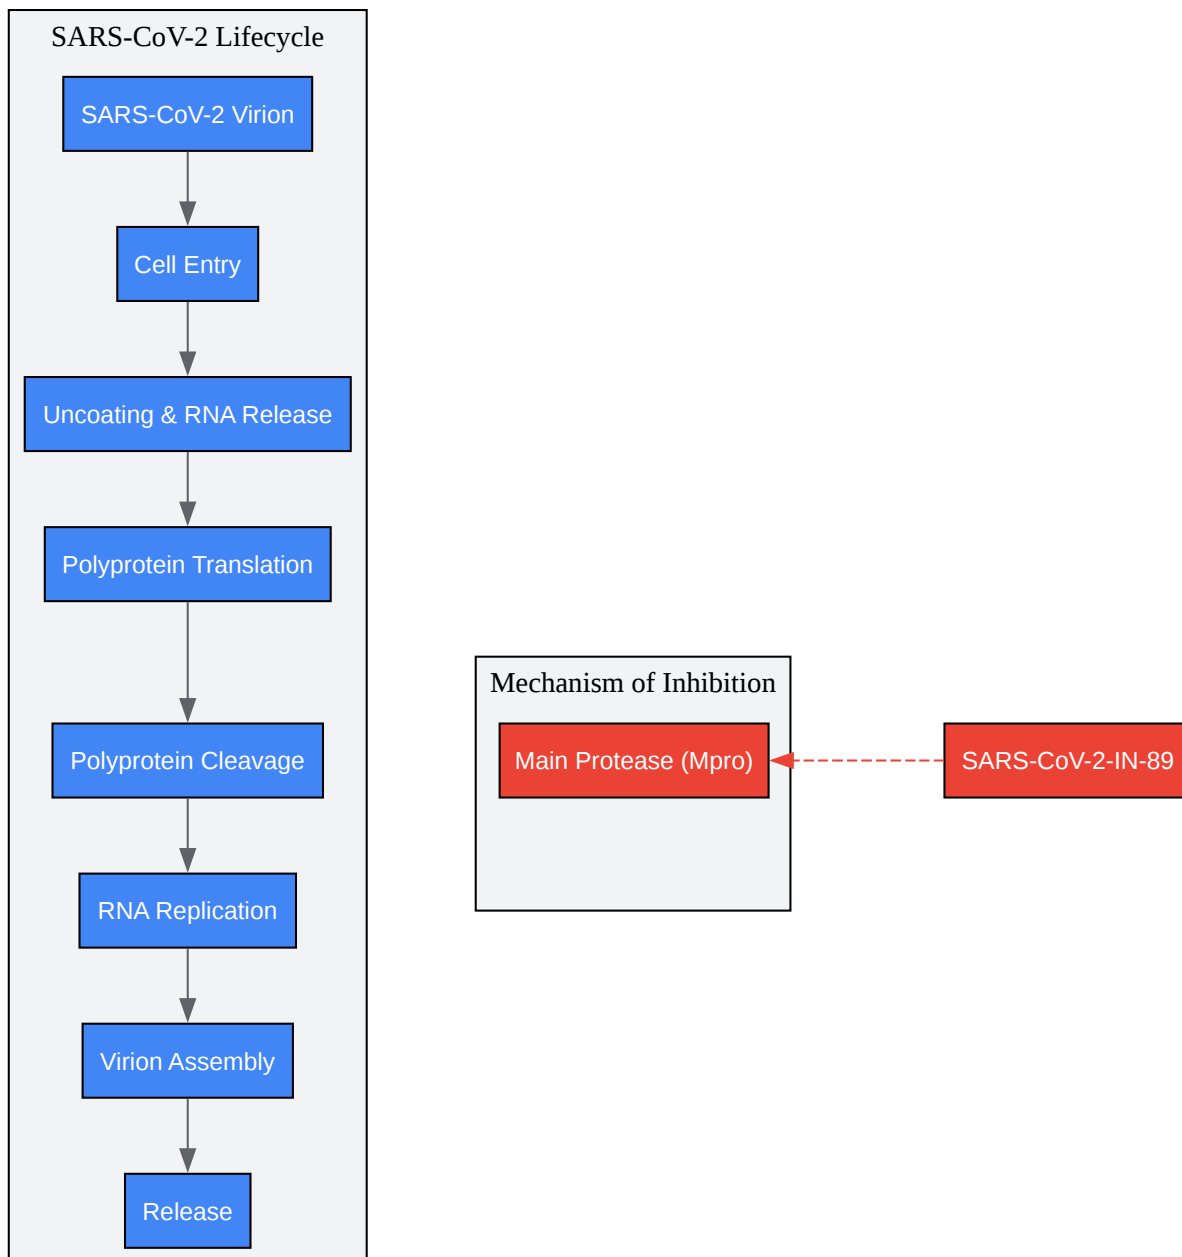 SARS-CoV-2 Lifecycle
SARS-CoV-2 Virion
Cell Entry
Uncoating & RNA Release
Polyprotein Translation
Polyprotein Cleavage
RNA Replication
Virion Assembly
Release
Mechanism of Inhibition
Main Protease (Mpro)
SARS-CoV-2-IN-89